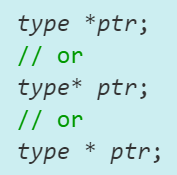 type *ptr;
// or
type* ptr;
// or
type * ptr;